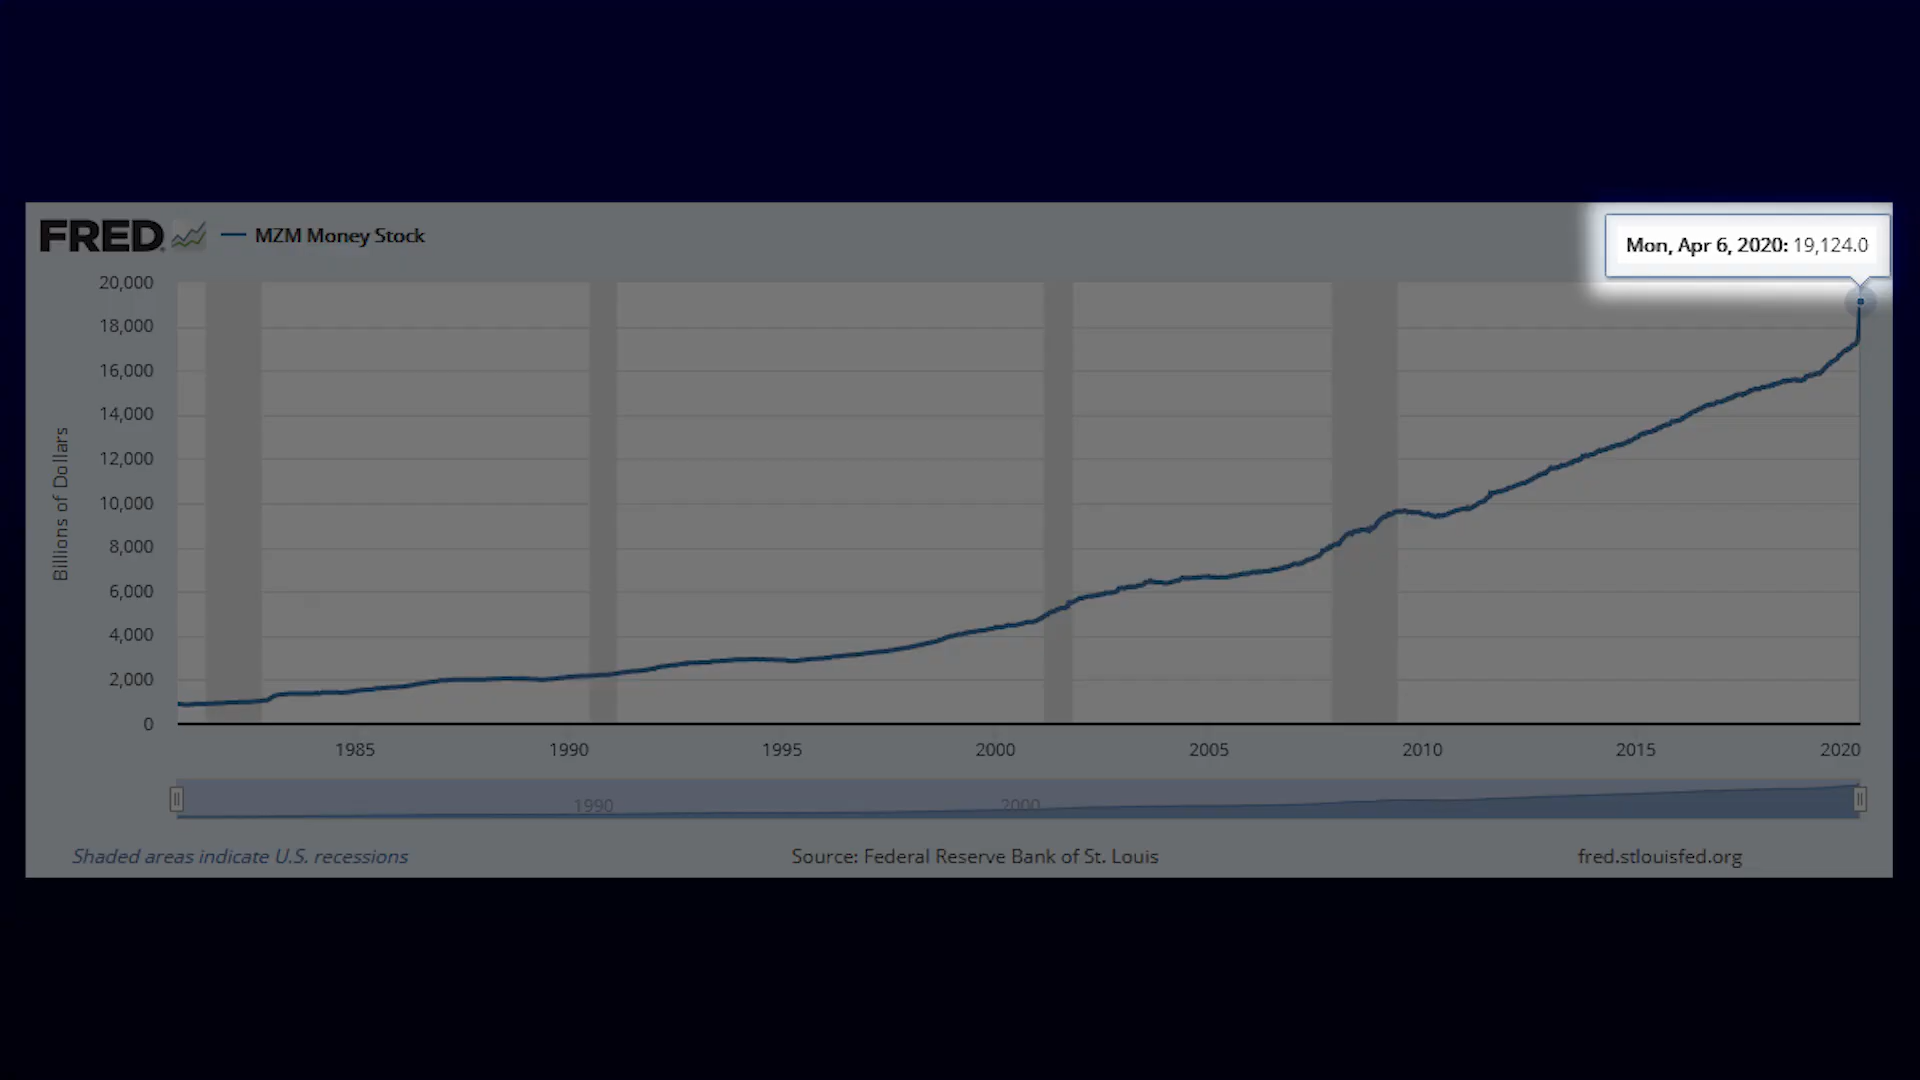 FRED
MZM Money Stock
Mon, Apr 6, 2020: 19,124.0
20,000
18,000
16,000
14,000
12,000
10,000
8,000
6,000
4,000
2,000
0
Billions of Dollars
1985 1990 1995 2000 2005 2010 2015 2020
1990 2000
Shaded areas indicate U.S. recessions
Source: Federal Reserve Bank of St. Louis
fred.stlouisfed.org